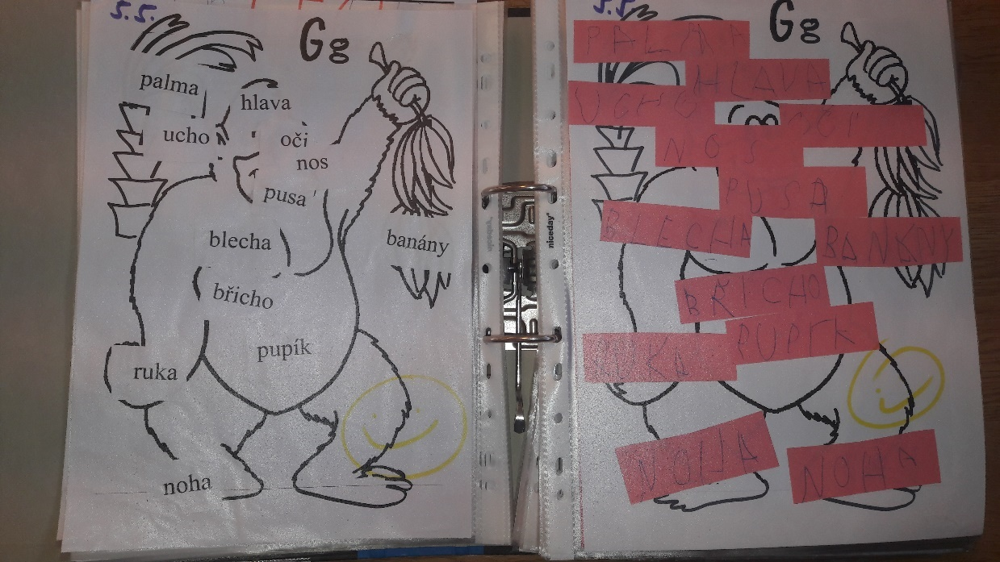 5.5.
Gg
palma
hlava
ucho
oči
nos
pusa
blecha
banány
břicho
pupík
ruka
noha
niceday
5.5
Gg
PALMA
HLAVA
UCHO
OČI
NOS
PUSA
BLECHA
BANÁNY
BŘICHO
PUPÍK
RUKA
NOHA
NOHA